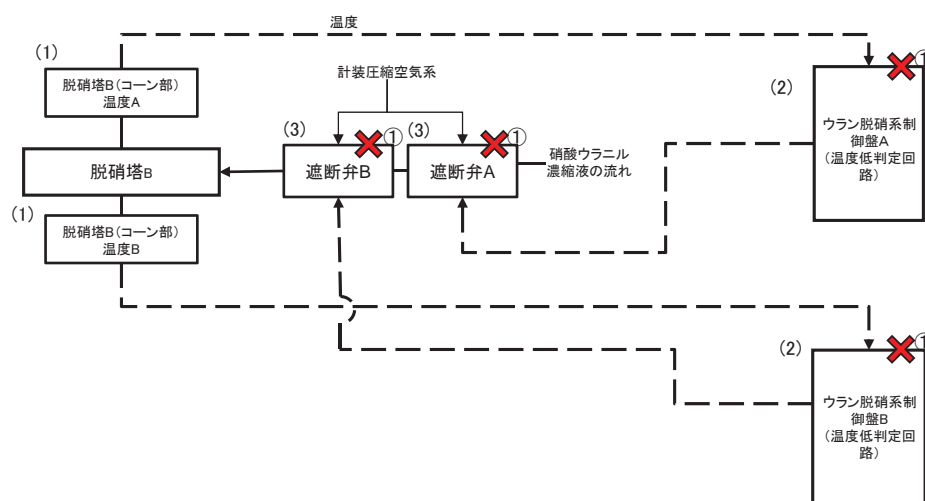 温度
(1)
脱硝塔B(コーン部)
温度A
計装圧縮空気系
(2)
①
ウラン脱硝系制
御盤A
(温度低判定回
路)
(3)
①
(3)
①
脱硝塔B
遮断弁B
遮断弁A
硝酸ウラニル
濃縮液の流れ
(1)
脱硝塔B(コーン部)
温度B
(2)
①
ウラン脱硝系制
御盤B
(温度低判定回
路)